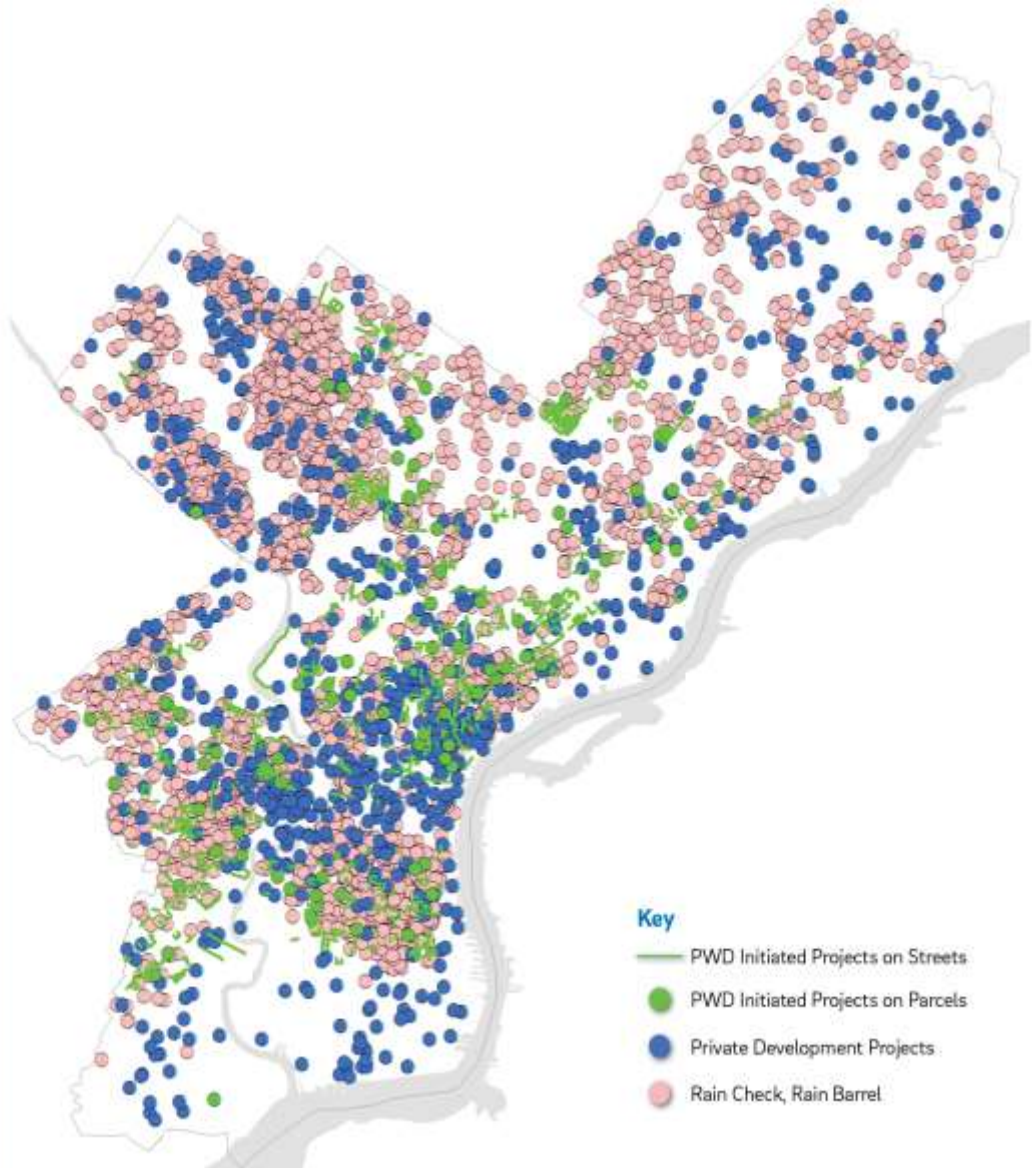 Key
PWD Initiated Projects on Streets
PWD Initiated Projects on Parcels
Private Development Projects
Rain Check, Rain Barrel